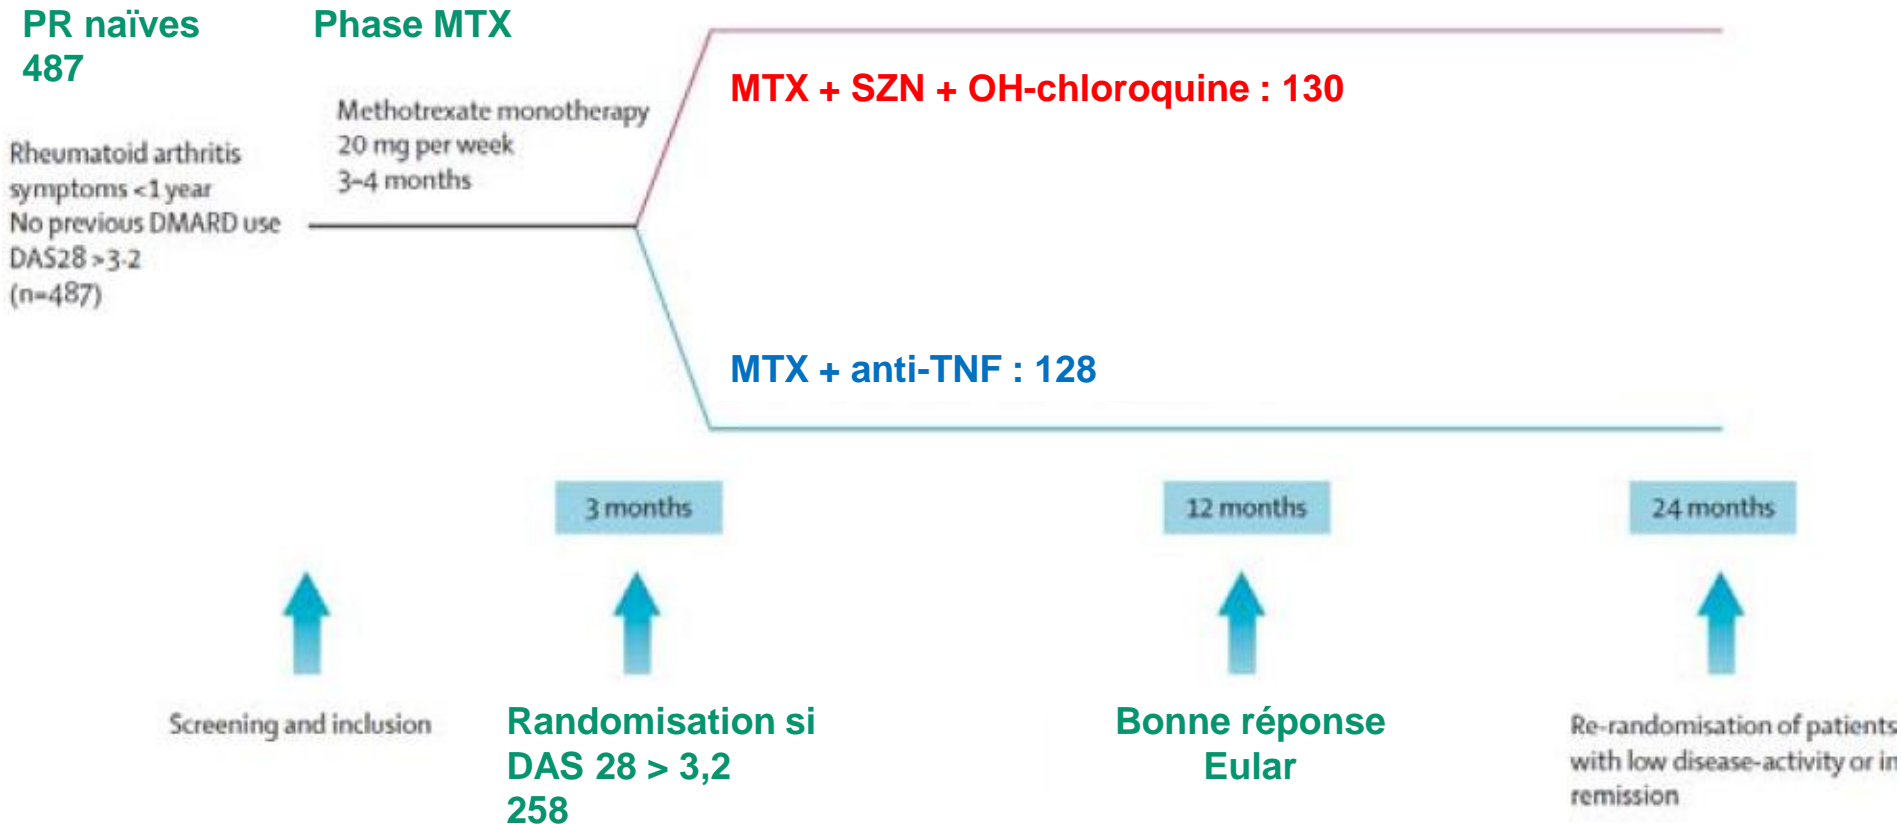 PR naïves
487
Phase MTX
Rheumatoid arthritis
symptoms <1 year
No previous DMARD use
DAS28 >3·2
(n=487)
Methotrexate monotherapy
20 mg per week
3–4 months
MTX + SZN + OH-chloroquine : 130
MTX + anti-TNF : 128
3 months
12 months
24 months
Screening and inclusion
Randomisation si
DAS 28 > 3,2
258
Bonne réponse
Eular
Re-randomisation of patients
with low disease-activity or in
remission